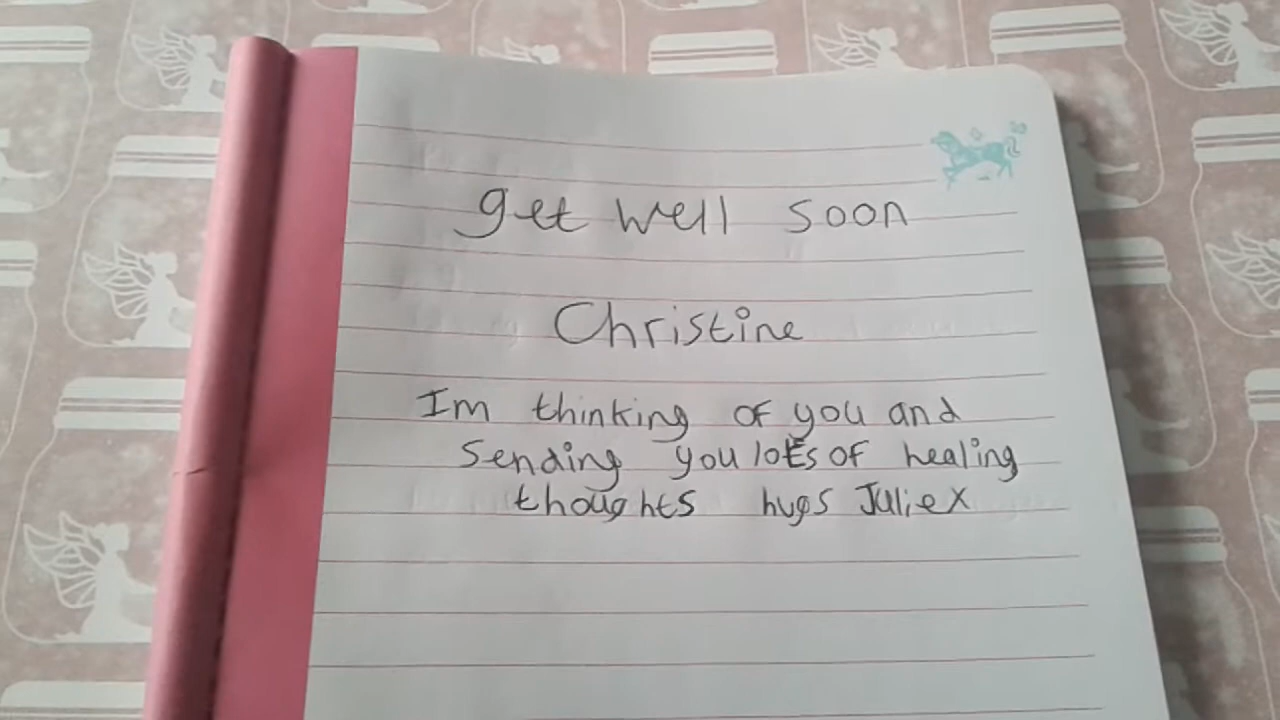 get well soon
Christine
Im thinking of you and
sending you lots of healing
thoughts hugs Julie x